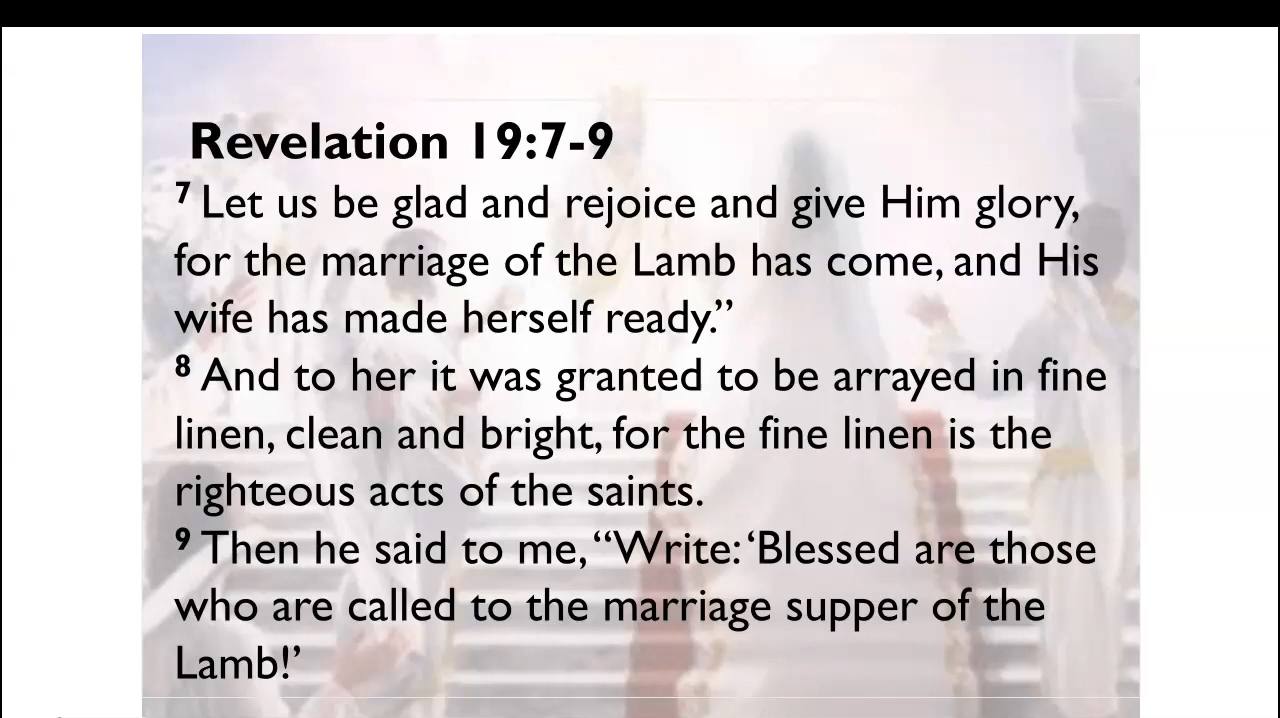 Revelation 19:7-9
7 Let us be glad and rejoice and give Him glory,
for the marriage of the Lamb has come, and His
wife has made herself ready.”
8 And to her it was granted to be arrayed in fine
linen, clean and bright, for the fine linen is the
righteous acts of the saints.
9 Then he said to me, “Write: ‘Blessed are those
who are called to the marriage supper of the
Lamb!’